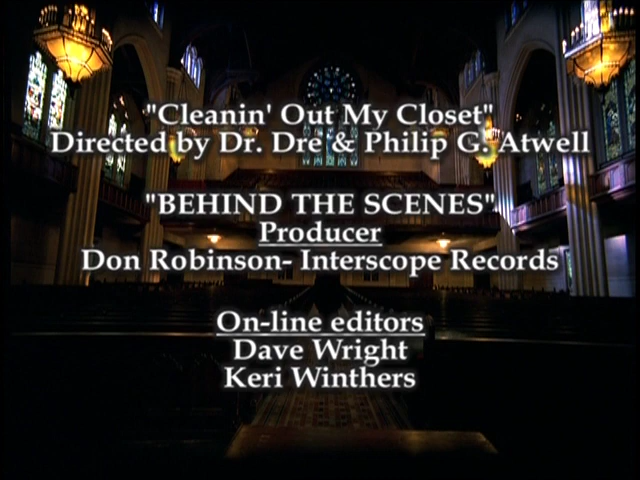 "Cleanin' Out My Closet"
Directed by Dr. Dre & Philip G. Atwell
"BEHIND THE SCENES"
Producer
Don Robinson- Interscope Records
On-line editors
Dave Wright
Keri Winthers